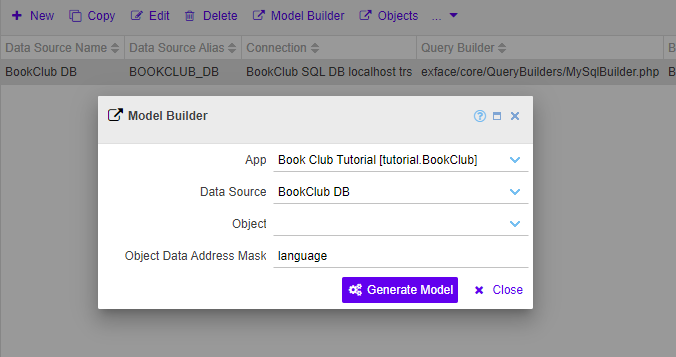 New Copy Edit Delete Model Builder Objects ...
Data Source Name Data Source Alias Connection Query Builder B
BookClub DB BOOKCLUB_DB BookClub SQL DB localhost trs exface/core/QueryBuilders/MySqlBuilder.php B
Model Builder
App Book Club Tutorial [tutorial.BookClub]
Data Source BookClub DB
Object
Object Data Address Mask language
Generate Model Close